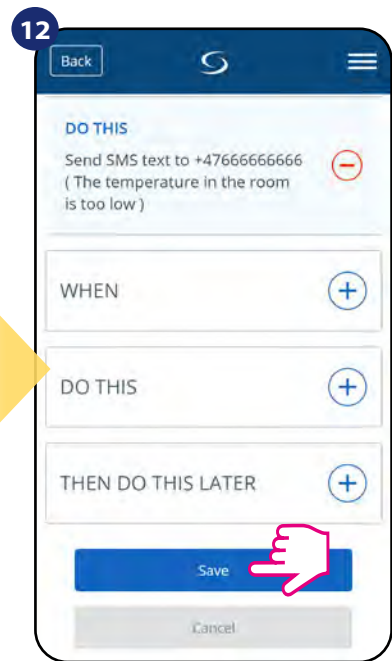 12
Back
DO THIS
Send SMS text to +47666666666
( The temperature in the room
is too low )
WHEN
DO THIS
THEN DO THIS LATER
Save
Cancel